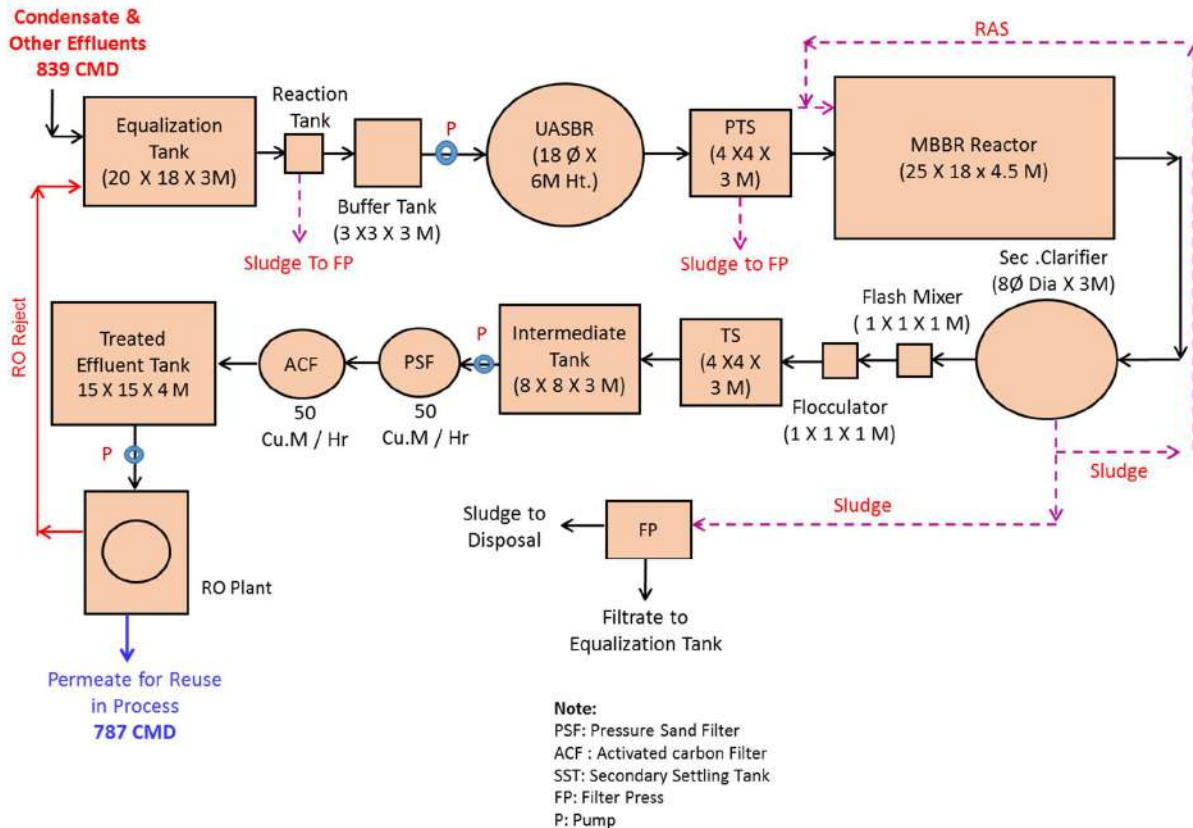 Condensate &
Other Effluents
839 CMD
RAS
Reaction
Tank
Equalization
Tank
(20 X 18 X 3M)
P
UASBR
(18 Ø X
6M Ht.)
PTS
(4 X4 X
3 M)
MBBR Reactor
(25 X 18 x 4.5 M)
Buffer Tank
(3 X3 X 3 M)
Sludge To FP
Sludge to FP
Sec .Clarifier
(8Ø Dia X 3M)
Flash Mixer
( 1 X 1 X 1 M)
RO Reject
Treated
Effluent Tank
15 X 15 X 4 M
ACF
PSF
P
Intermediate
Tank
(8 X 8 X 3 M)
TS
(4 X4 X
3 M)
50
Cu.M / Hr
50
Cu.M / Hr
Flocculator
(1 X 1 X 1 M)
P
Sludge
Sludge
Sludge to
Disposal
FP
RO Plant
Filtrate to
Equalization Tank
Permeate for Reuse
in Process
787 CMD
Note:
PSF: Pressure Sand Filter
ACF : Activated carbon Filter
SST: Secondary Settling Tank
FP: Filter Press
P: Pump